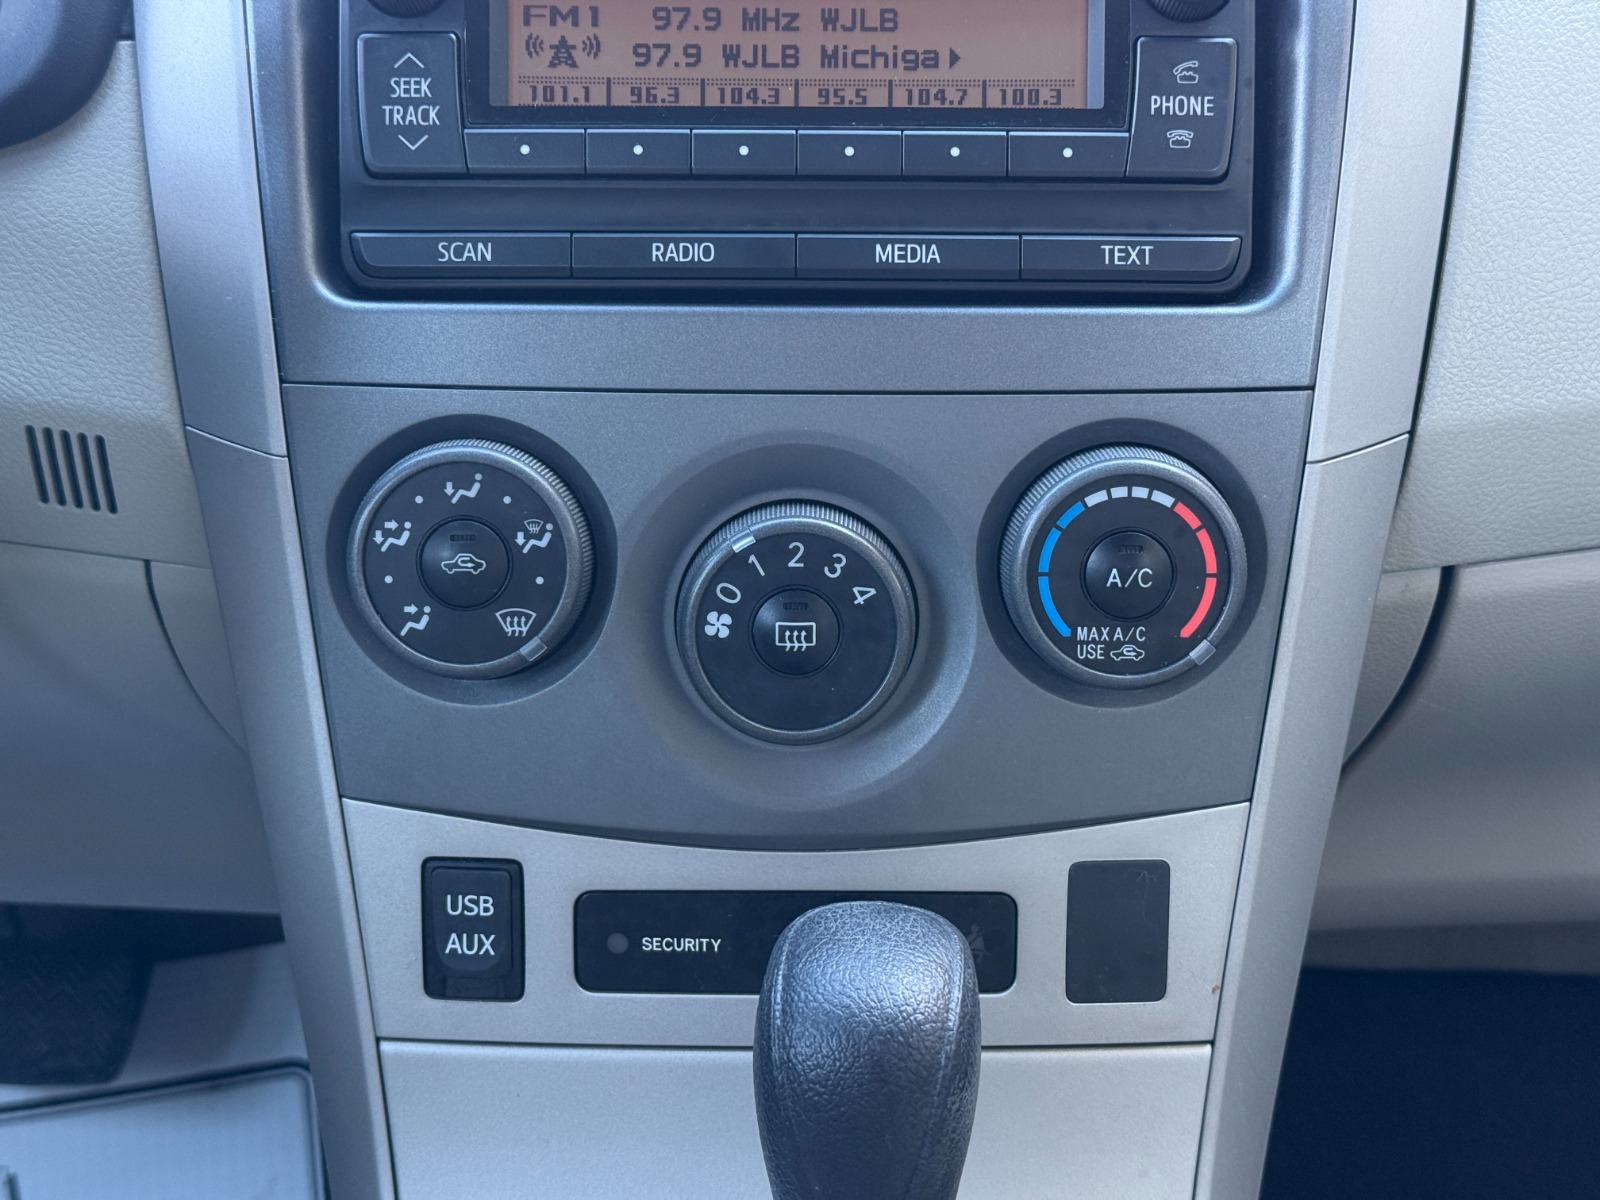 FM1 97.9 MHz WJLB
97.9 WJLB Michiga
101.1 96.3 104.3 95.5 104.7 100.3
SEEK
TRACK
PHONE
SCAN RADIO MEDIA TEXT
0 1 2 3 4
A/C
MAX A/C
USE
USB
AUX
SECURITY